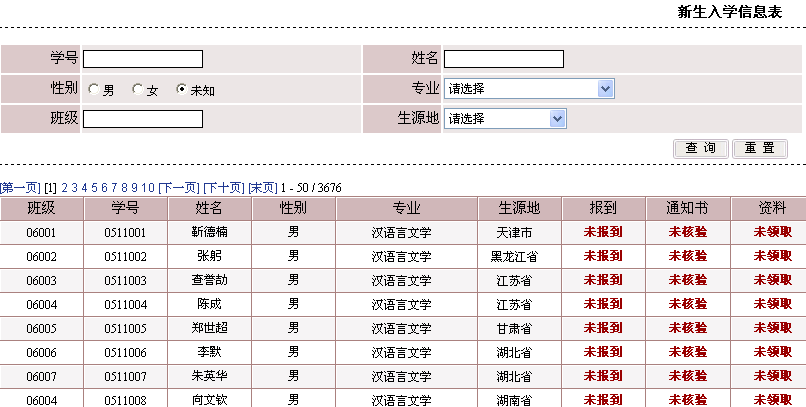 新生入学信息表
学号 姓名
性别 男 女 未知 专业 请选择
班级 生源地 请选择
查 询 重 置
[第一页] [1] 2 3 4 5 6 7 8 9 10 [下一页] [下十页] [末页] 1 - 50 / 3676
班级 学号 姓名 性别 专业 生源地 报到 通知书 资料
06001 0511001 靳德楠 男 汉语言文学 天津市 未报到 未核验 未领取
06002 0511002 张躬 男 汉语言文学 黑龙江省 未报到 未核验 未领取
06003 0511003 查誉劼 男 汉语言文学 江苏省 未报到 未核验 未领取
06004 0511004 陈成 男 汉语言文学 江苏省 未报到 未核验 未领取
06005 0511005 郑世超 男 汉语言文学 甘肃省 未报到 未核验 未领取
06006 0511006 李默 男 汉语言文学 湖北省 未报到 未核验 未领取
06007 0511007 朱英华 男 汉语言文学 湖北省 未报到 未核验 未领取
06004 0511008 向文钦 男 汉语言文学 湖南省 未报到 未核验 未领取